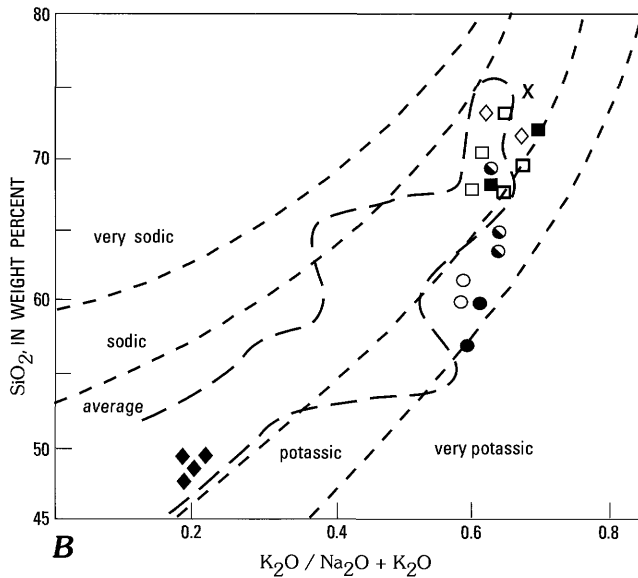 80
70
60
50
45
SiO₂, IN WEIGHT PERCENT
very sodic
sodic
average
potassic
very potassic
X
0.2
0.4
0.6
0.8
B
K₂O / Na₂O + K₂O